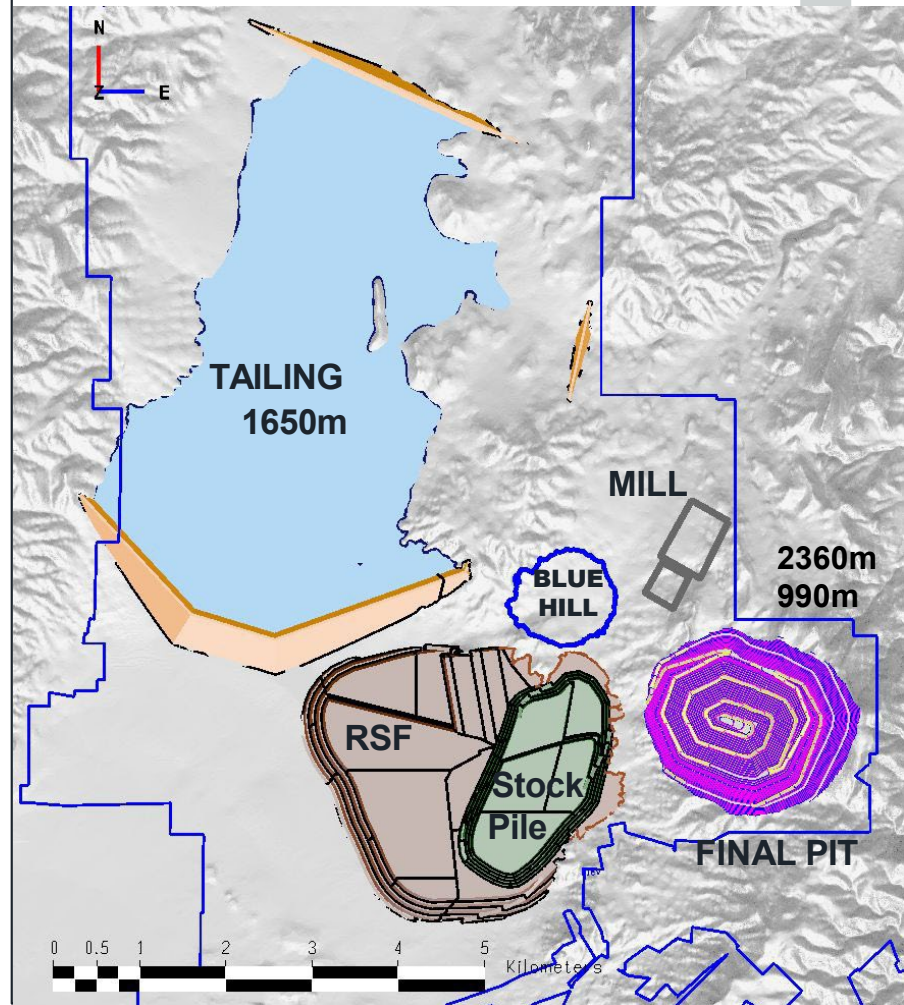 N
Z E
TAILING
1650m
MILL
2360m
990m
BLUE
HILL
RSF
Stock
Pile
FINAL PIT
0 0.5 1 2 3 4 5
Kilometers